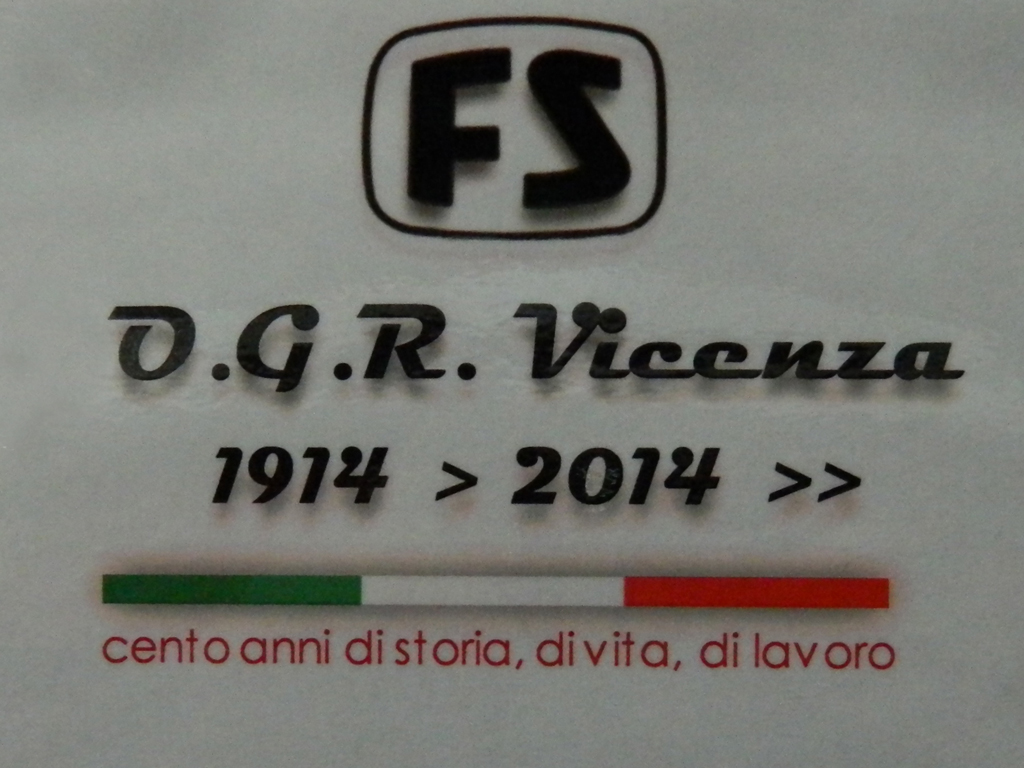 FS
O.G.R. Vicenza
1914 > 2014 >>
cento anni di storia, di vita, di lavoro